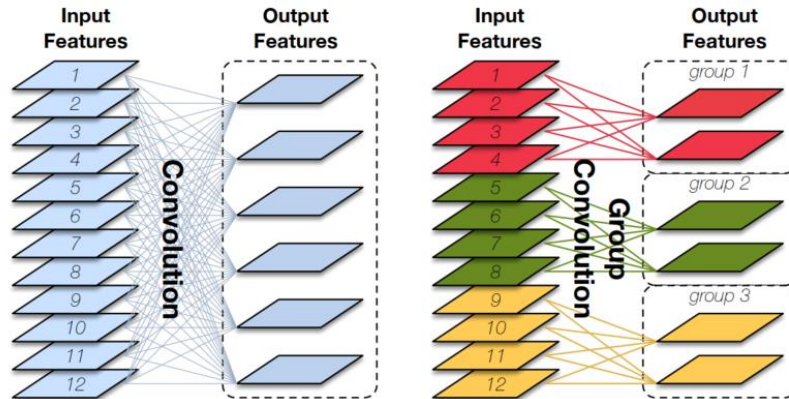 Input
Features
Output
Features
1
2
3
4
5
6
7
8
9
10
11
12
Convolution
Input
Features
Output
Features
1
2
3
4
5
6
7
8
9
10
11
12
Group
Convolution
group 1
group 2
group 3